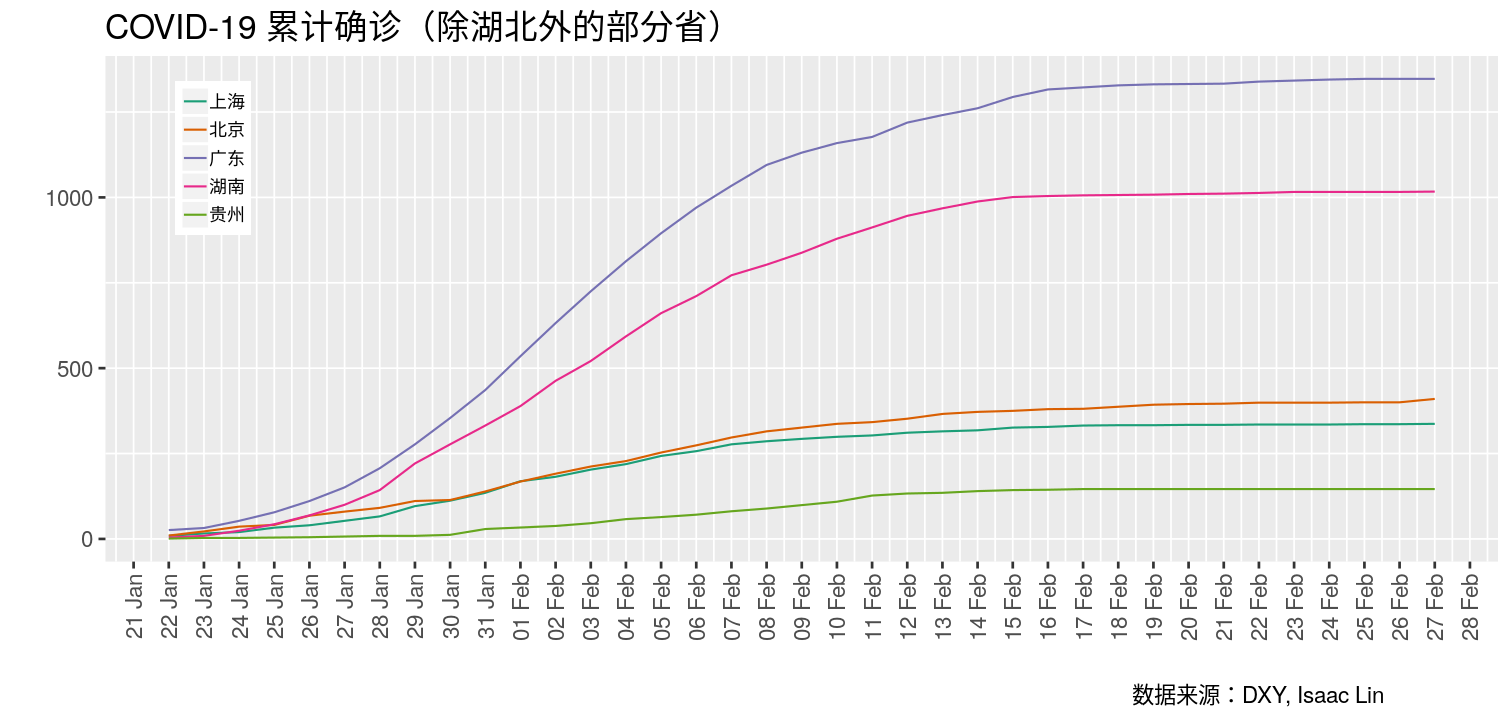 COVID-19 累计确诊（除湖北外的部分省）
上海
北京
广东
湖南
贵州
1000
500
0
21 Jan
22 Jan
23 Jan
24 Jan
25 Jan
26 Jan
27 Jan
28 Jan
29 Jan
30 Jan
31 Jan
01 Feb
02 Feb
03 Feb
04 Feb
05 Feb
06 Feb
07 Feb
08 Feb
09 Feb
10 Feb
11 Feb
12 Feb
13 Feb
14 Feb
15 Feb
16 Feb
17 Feb
18 Feb
19 Feb
20 Feb
21 Feb
22 Feb
23 Feb
24 Feb
25 Feb
26 Feb
27 Feb
28 Feb
数据来源：DXY, Isaac Lin